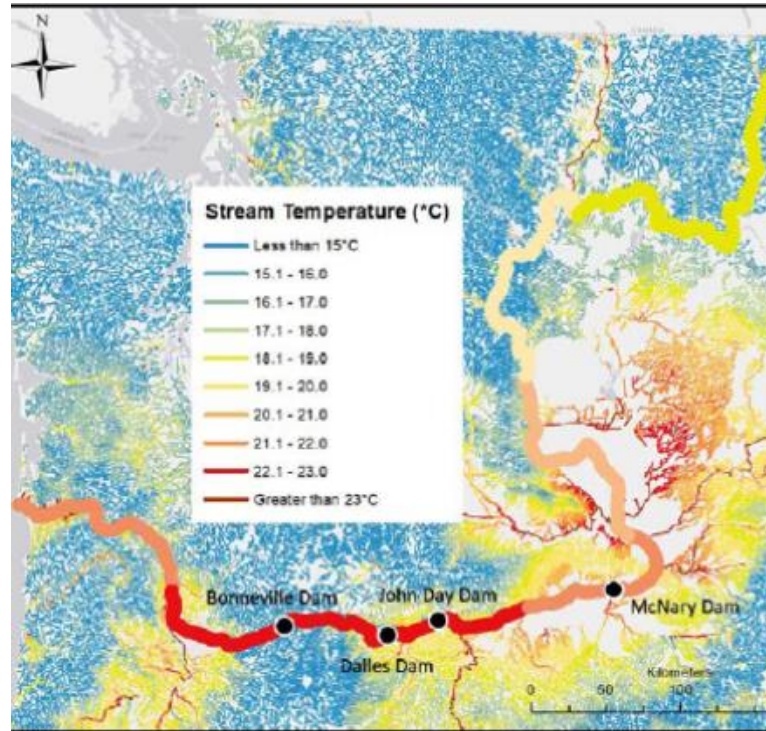 N
Stream Temperature (°C)
Less than 15°C
15.1 - 16.0
16.1 - 17.0
17.1 - 18.0
18.1 - 19.0
19.1 - 20.0
20.1 - 21.0
21.1 - 22.0
22.1 - 23.0
Greater than 23°C
Bonneville Dam
John Day Dam
McNary Dam
Dalles Dam
Kilometers
0 50 100